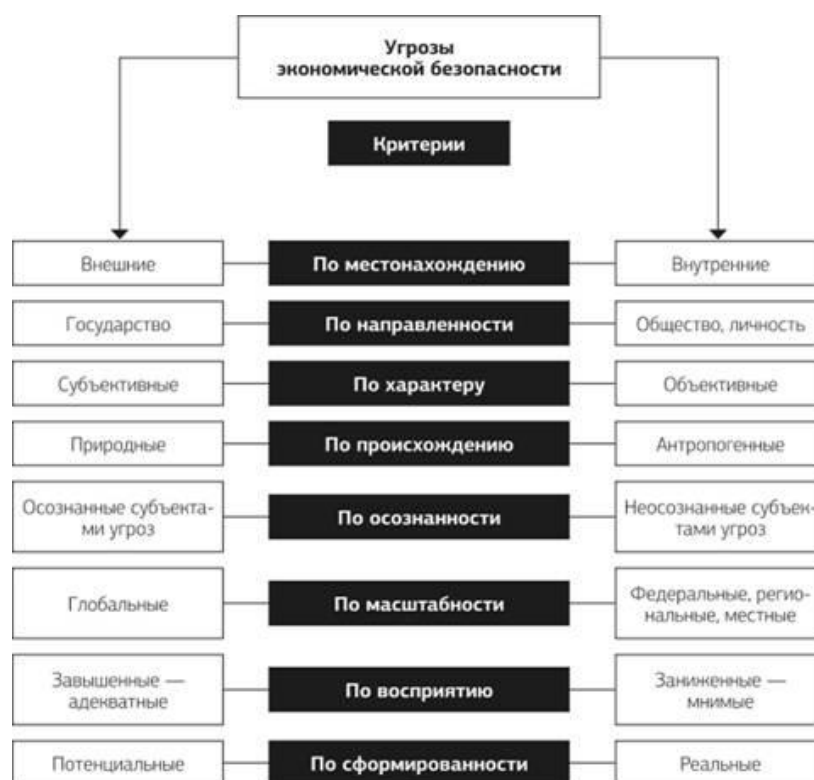 Угрозы
экономической безопасности
Критерии
Внешние
По местонахождению
Внутренние
Государство
По направленности
Общество, личность
Субъективные
По характеру
Объективные
Природные
По происхождению
Антропогенные
Осознанные субъекта-
ми угроз
По осознанности
Неосознанные субъек-
тами угроз
Глобальные
По масштабности
Федеральные, регио-
нальные, местные
Завышенные —
адекватные
По восприятию
Заниженные —
мнимые
Потенциальные
По сформированности
Реальные